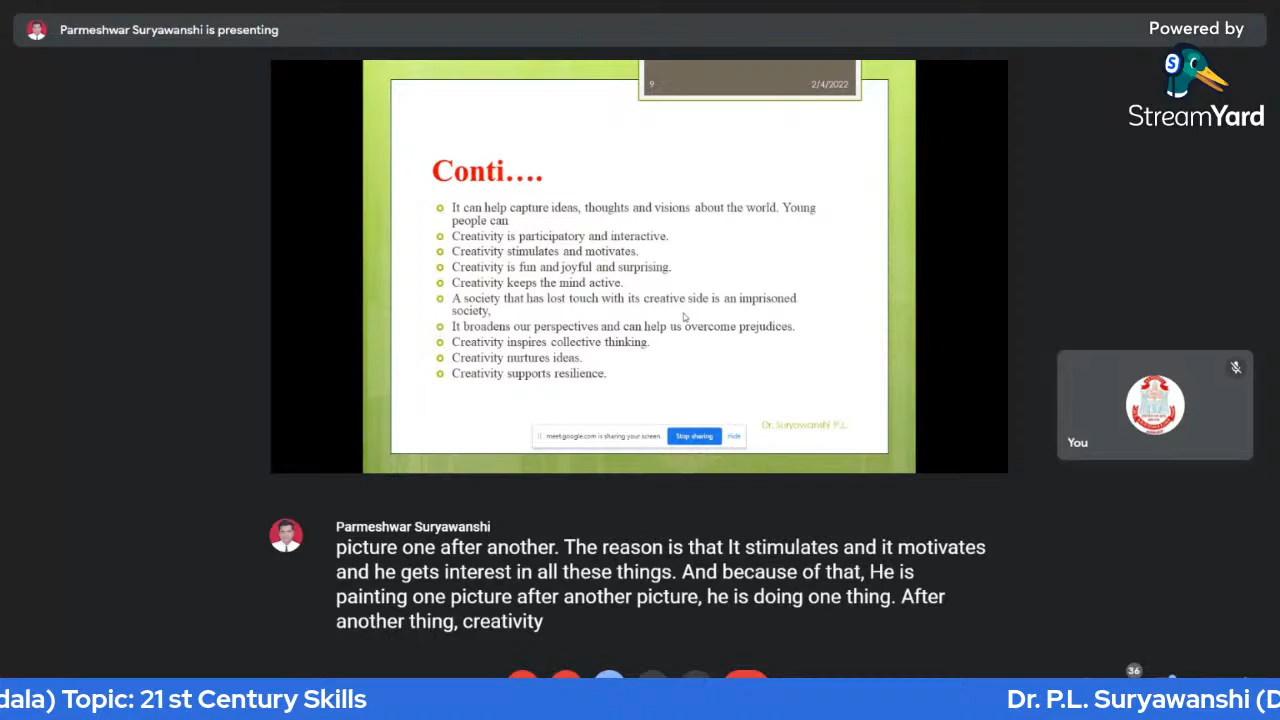 Parmeshwar Suryawanshi is presenting
Powered by
S
StreamYard
9
2/4/2022
Conti….
It can help capture ideas, thoughts and visions about the world. Young
people can
Creativity is participatory and interactive.
Creativity stimulates and motivates.
Creativity is fun and joyful and surprising.
Creativity keeps the mind active.
A society that has lost touch with its creative side is an imprisoned
society,
It broadens our perspectives and can help us overcome prejudices.
Creativity inspires collective thinking.
Creativity nurtures ideas.
Creativity supports resilience.
Dr. Suryawanshi P.L.
meet.google.com is sharing your screen.
Stop sharing
Hide
You
Parmeshwar Suryawanshi
picture one after another. The reason is that It stimulates and it motivates
and he gets interest in all these things. And because of that, He is
painting one picture after another picture, he is doing one thing. After
another thing, creativity
36
dala) Topic: 21 st Century Skills
Dr. P.L. Suryawanshi (D